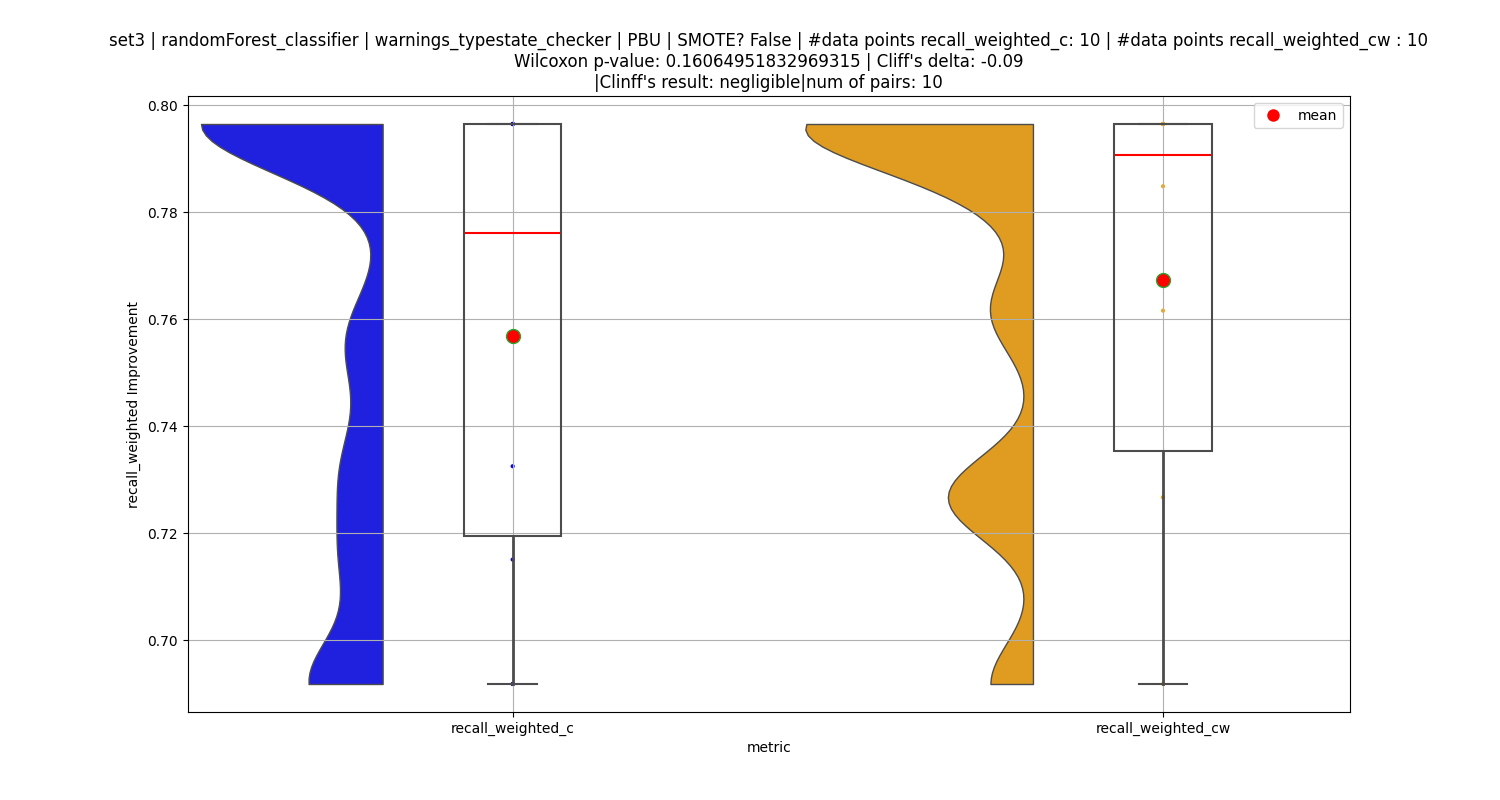 set3 | randomForest_classifier | warnings_typestate_checker | PBU | SMOTE? False | #data points recall_weighted_c: 10 | #data points recall_weighted_cw : 10
Wilcoxon p-value: 0.16064951832969315 | Cliff's delta: -0.09
|Clinff's result: negligible|num of pairs: 10
mean
0.80
0.78
0.76
0.74
0.72
0.70
recall_weighted Improvement
recall_weighted_c
recall_weighted_cw
metric